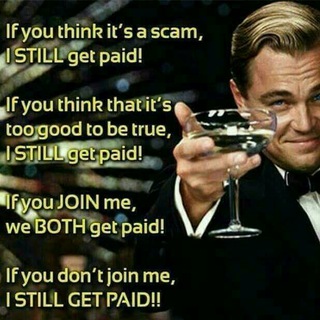 If you think it's a scam,
I STILL get paid!
If you think that it's
too good to be true,
I STILL get paid!
If you JOIN me,
we BOTH get paid!
If you don't join me,
I STILL GET PAID!!